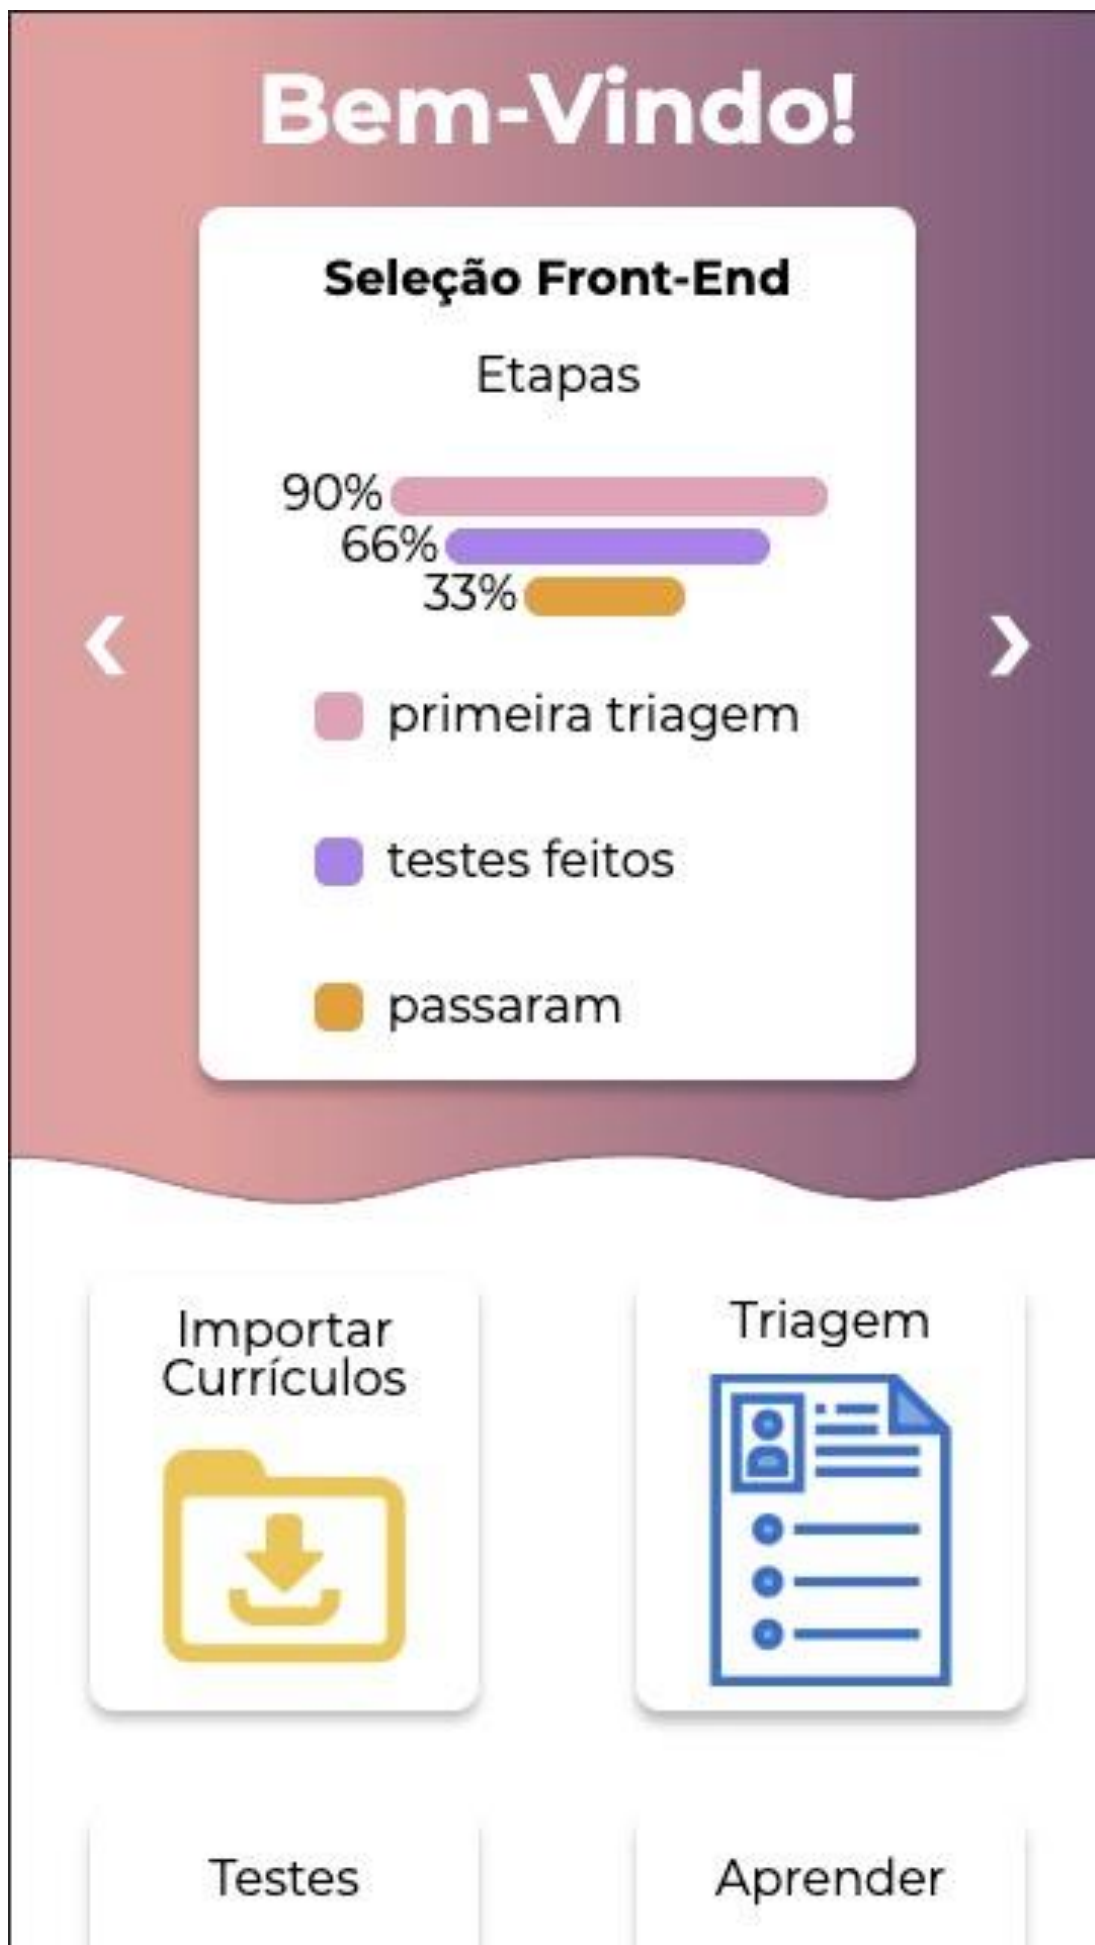 Bem-Vindo!
Seleção Front-End
Etapas
90%
66%
33%
primeira triagem
testes feitos
passaram
Importar
Currículos
Triagem
Testes
Aprender